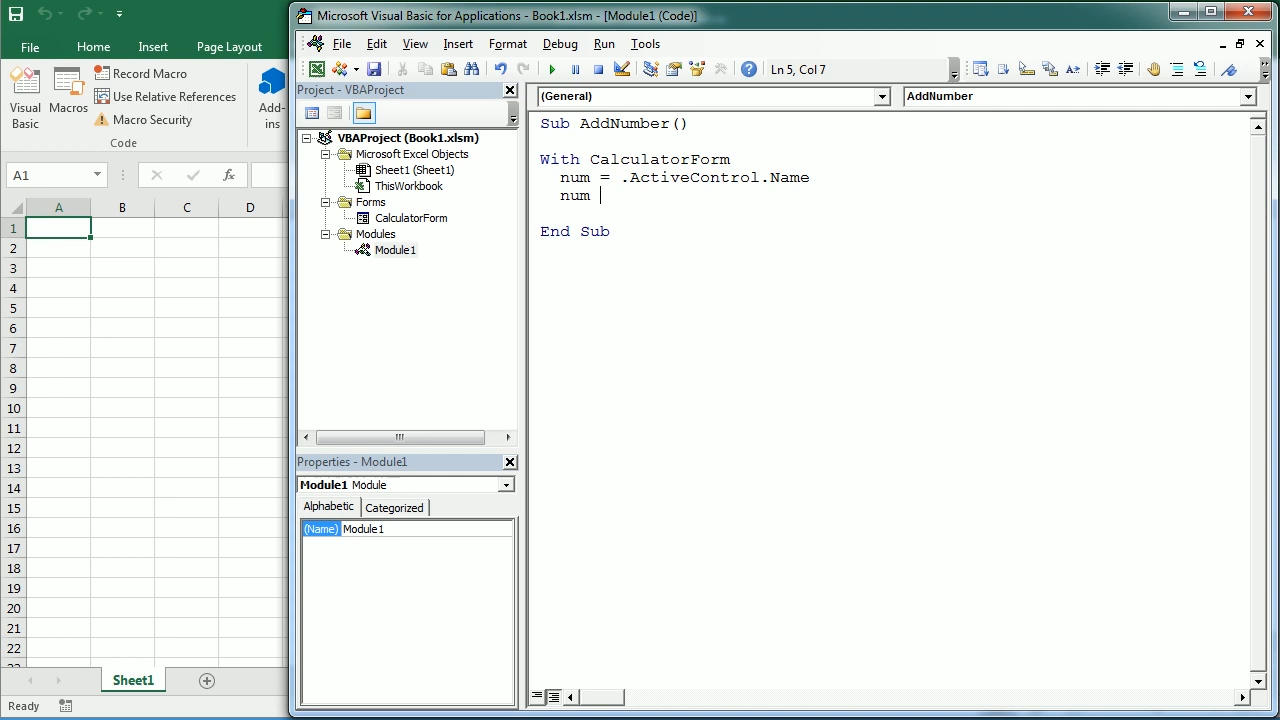 Microsoft Visual Basic for Applications - Book1.xlsm - [Module1 (Code)]
File
Home
Insert
Page Layout
File Edit View Insert Format Debug Run Tools
Record Macro
Use Relative References
Macro Security
Visual
Basic
Macros
Add-
ins
Code
Ln 5, Col 7
Project - VBAProject
(General)
AddNumber
VBAProject (Book1.xlsm)
Microsoft Excel Objects
Sheet1 (Sheet1)
ThisWorkbook
Forms
CalculatorForm
Modules
Module1
Sub AddNumber()
With CalculatorForm
num = .ActiveControl.Name
num
End Sub
A1
fx
A B C D
1
2
3
4
5
6
7
8
9
10
11
12
13
14
15
16
17
18
19
20
21
22
Properties - Module1
Module1 Module
Alphabetic Categorized
(Name) Module1
Sheet1
Ready